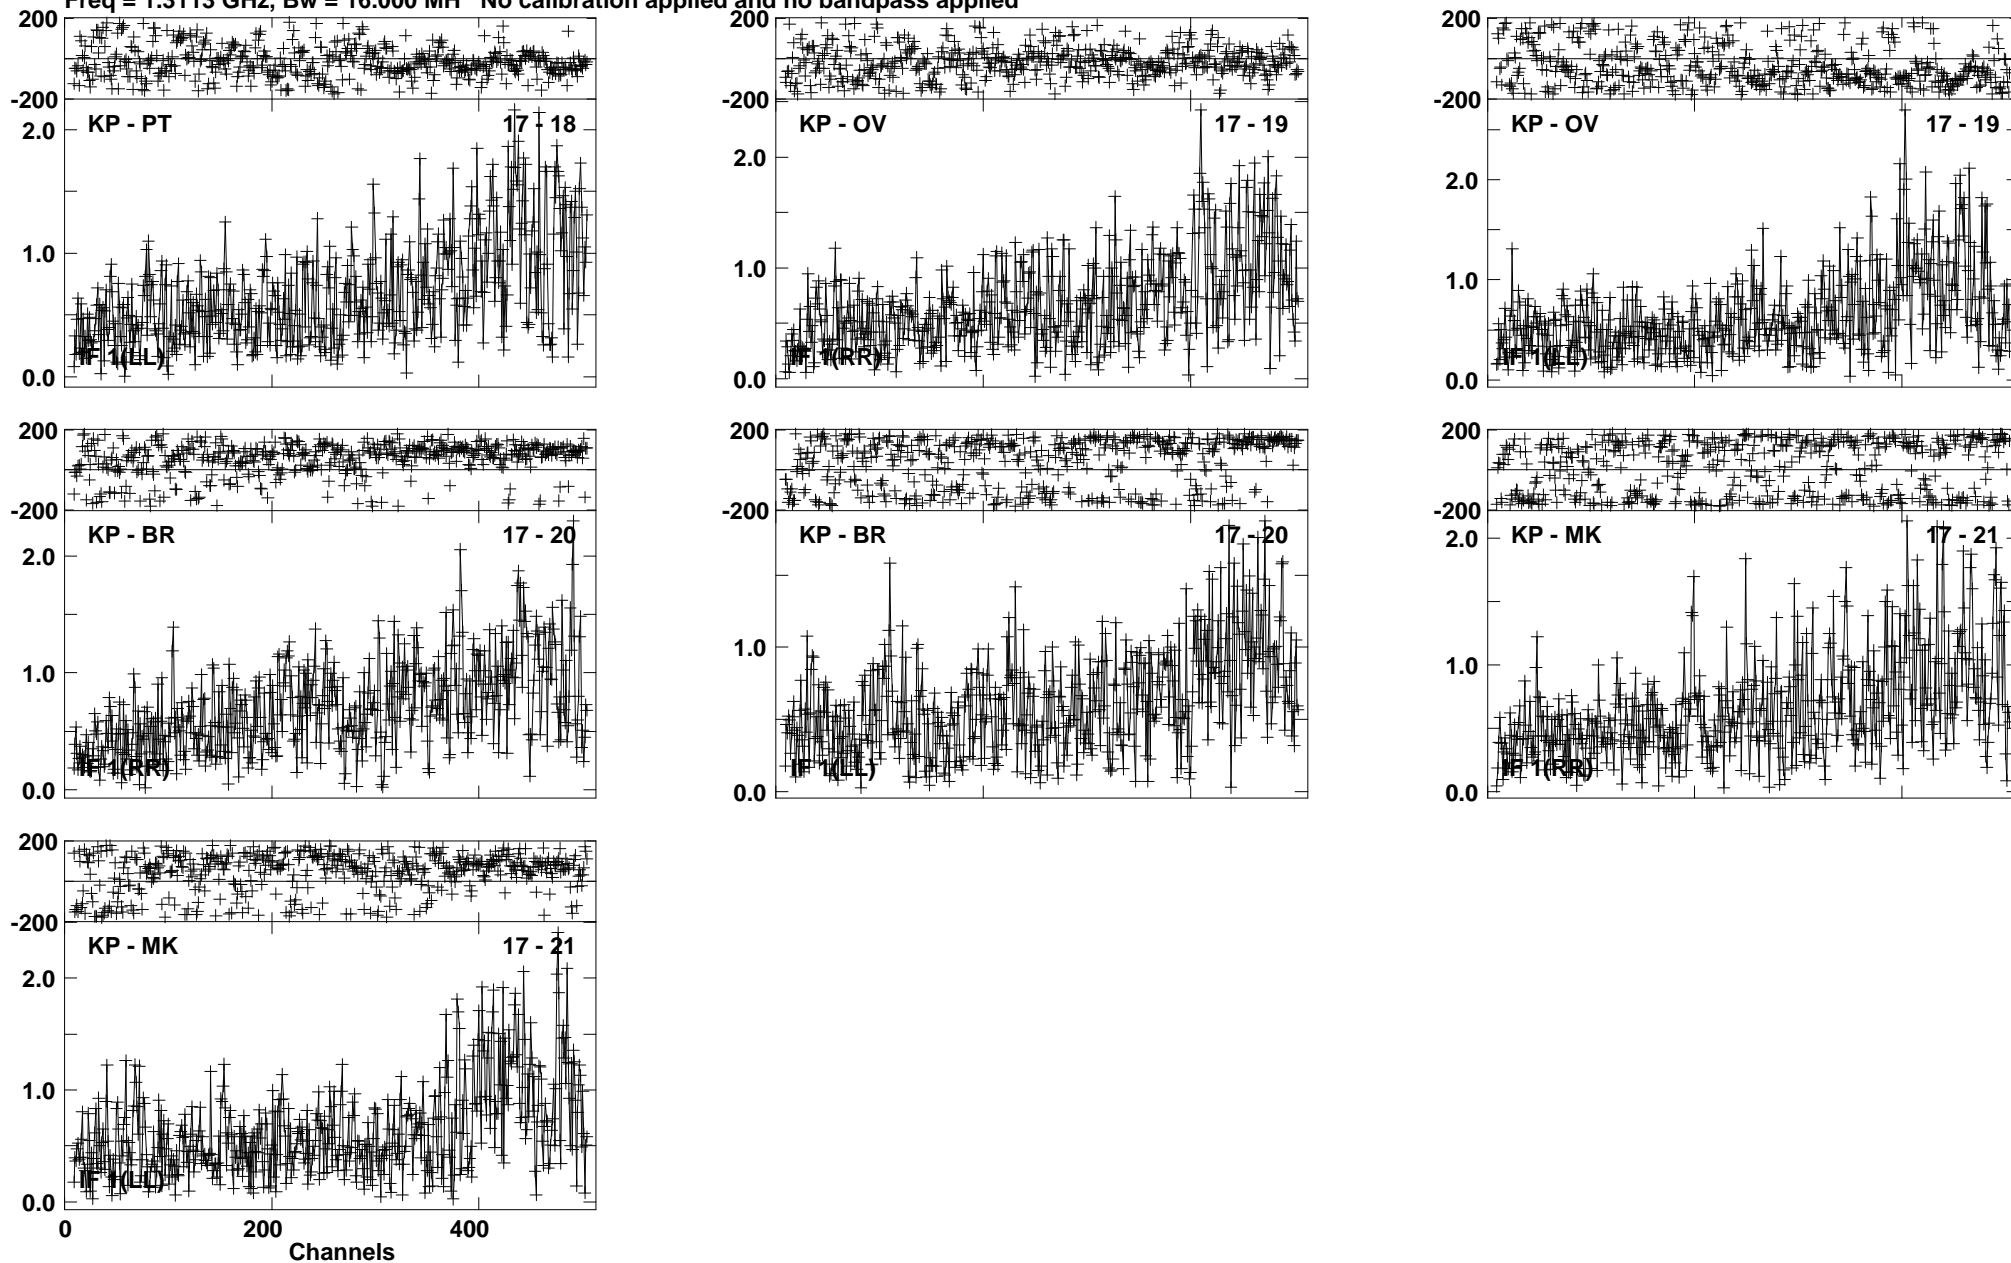 Freq = 1.3113 GHz, Bw = 16.000 MH No calibration applied and no bandpass applied
200
-200
KP - PT 17 - 18
2.0
1.0
0.0
IF 1(LL)
200
-200
KP - OV 17 - 19
2.0
1.0
0.0
IF 1(RR)
200
-200
KP - OV 17 - 19
2.0
1.0
0.0
IF 1(LL)
200
-200
KP - BR 17 - 20
2.0
1.0
0.0
IF 1(RR)
200
-200
KP - BR 17 - 20
1.0
0.0
IF 1(LL)
200
-200
KP - MK 17 - 21
2.0
1.0
0.0
IF 1(RR)
200
-200
KP - MK 17 - 21
2.0
1.0
0.0
IF 1(LL)
0 200 400
Channels